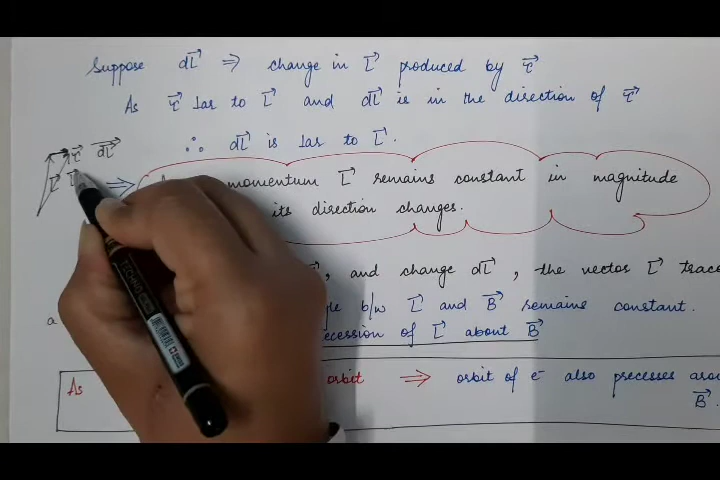 Suppose dL⃗ ⇒ change in L⃗ produced by τ⃗
As τ⃗ ⊥ar to L⃗ and dL⃗ is in the direction of τ⃗
∴ dL⃗ is ⊥ar to L⃗.
τ⃗ dL⃗
L⃗ L⃗ ⇒ momentum L⃗ remains constant in magnitude
its direction changes.
, and change dL⃗, the vector L⃗ trace
b/w L⃗ and B⃗ remains constant.
ecession of L⃗ about B⃗
As orbit ⇒ orbit of e⁻ also precesses arou
B⃗.